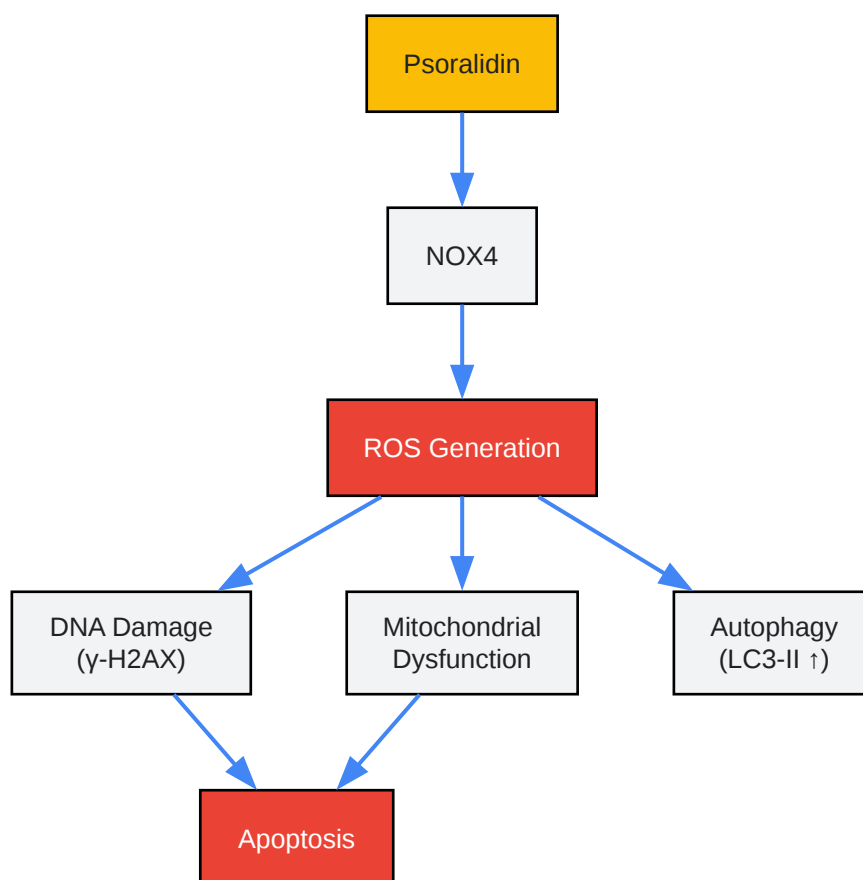 Psoralidin
NOX4
ROS Generation
DNA Damage
(γ-H2AX)
Mitochondrial
Dysfunction
Autophagy
(LC3-II ↑)
Apoptosis